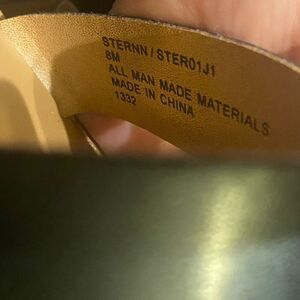 STERNN / STER01J1
8M
ALL MAN MADE MATERIALS
MADE IN CHINA
1332